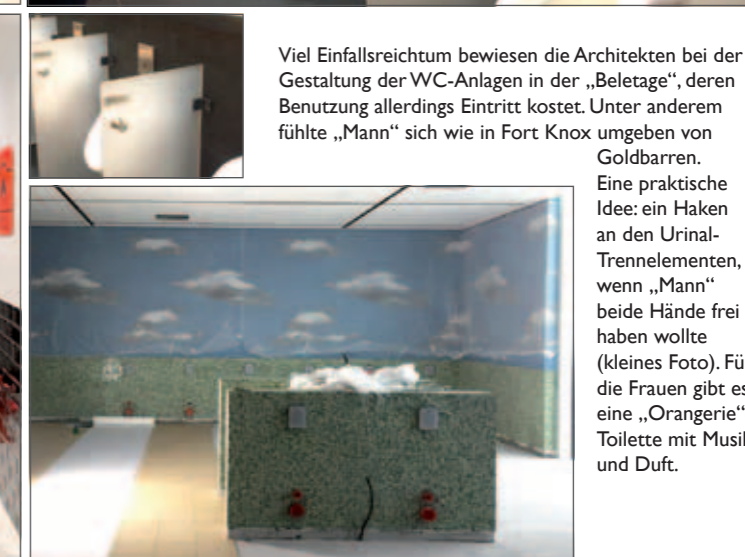 Viel Einfallsreichtum bewiesen die Architekten bei der
Gestaltung der WC-Anlagen in der „Beletage“, deren
Benutzung allerdings Eintritt kostet. Unter anderem
fühlte „Mann“ sich wie in Fort Knox umgeben von
Goldbarren.
Eine praktische
Idee: ein Haken
an den Urinal-
Trennelementen,
wenn „Mann“
beide Hände frei
haben wollte
(kleines Foto). Fü
die Frauen gibt es
eine „Orangerie“
Toilette mit Musik
und Duft.